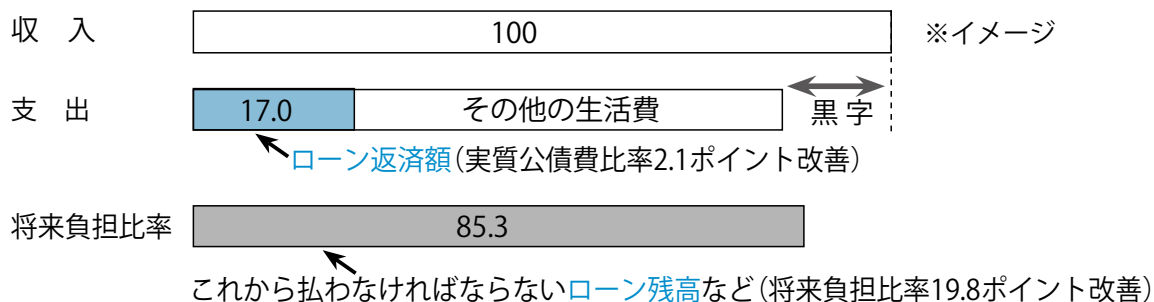 収　入 100 ※イメージ
支　出 17.0 その他の生活費 黒 字
ローン返済額（実質公債費比率2.1ポイント改善）
将来負担比率 85.3
これから払わなければならないローン残高など（将来負担比率19.8ポイント改善）